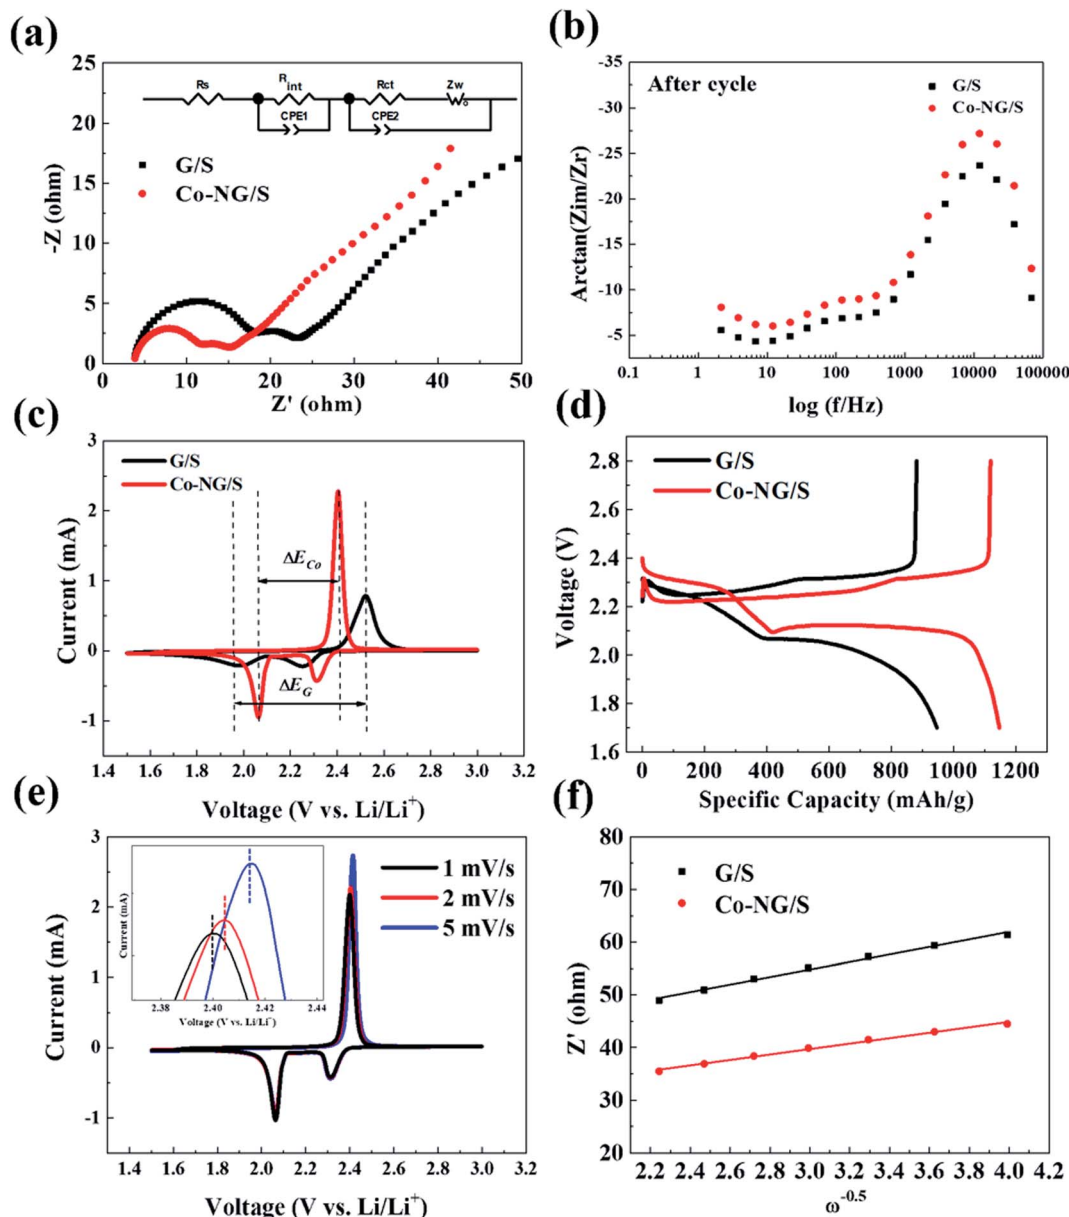 (a)
25
20
15
10
5
0
-Z (ohm)
Rs
R int
CPE1
Rct
CPE2
Zw
o
G/S
Co-NG/S
0 10 20 30 40 50
Z' (ohm)
(b)
-35
-30
-25
-20
-15
-10
-5
Arctan(Zim/Zr)
After cycle
G/S
Co-NG/S
0.1 1 10 100 1000 10000 100000
log (f/Hz)
(c)
3
2
1
0
-1
Current (mA)
G/S
Co-NG/S
ΔE_Co
ΔE_G
1.4 1.6 1.8 2.0 2.2 2.4 2.6 2.8 3.0 3.2
Voltage (V vs. Li/Li⁺)
(d)
2.8
2.4
2.2
2.0
1.8
1.6
Voltage (V)
G/S
Co-NG/S
0 200 400 600 800 1000 1200
Specific Capacity (mAh/g)
(e)
3
2
1
0
-1
Current (mA)
Current (mA)
2.38 2.40 2.42 2.44
Voltage (V vs. Li/Li⁺)
1 mV/s
2 mV/s
5 mV/s
1.4 1.6 1.8 2.0 2.2 2.4 2.6 2.8 3.0 3.2
Voltage (V vs. Li/Li⁺)
(f)
80
70
60
50
40
30
20
Z' (ohm)
G/S
Co-NG/S
2.2 2.4 2.6 2.8 3.0 3.2 3.4 3.6 3.8 4.0 4.2
ω⁻⁰·⁵